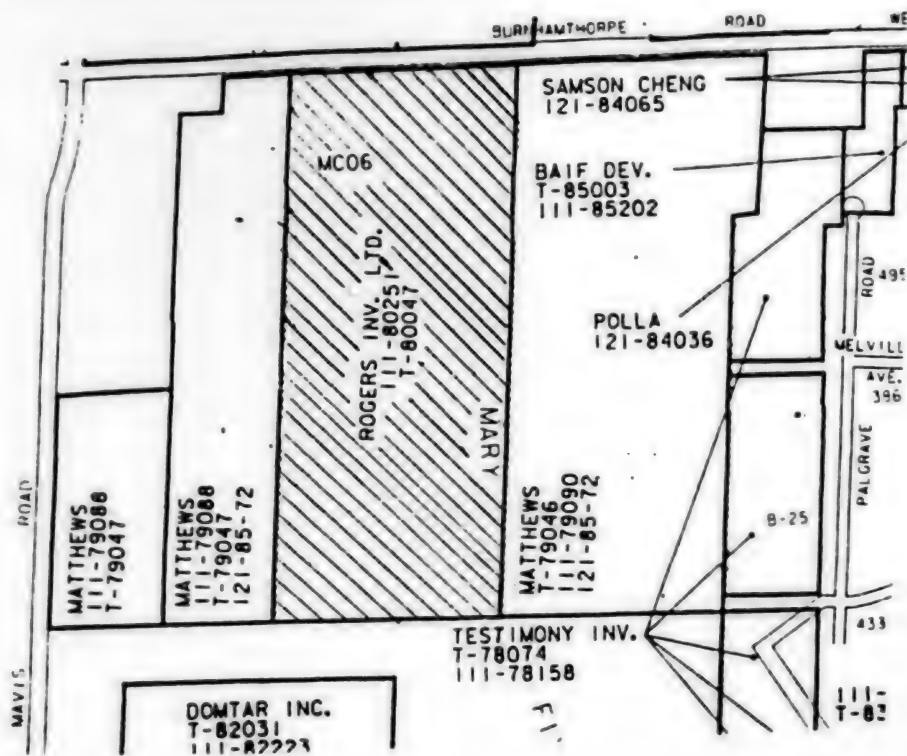 BURNHAMTHORPE ROAD WE
SAMSON CHENG
121-84065
MC06
BAIF DEV.
T-85003
111-85202
ROGERS INV. LTD.
111-80251
T-80047
ROAD 495
POLLA
121-84036
MELVILL
AVE.
396
MARY
PALGRAVE
ROAD
MATTHEWS
111-79088
T-79047
MATTHEWS
111-79088
T-79047
121-85-72
MATTHEWS
T-79046
111-79090
121-85-72
B-25
433
TESTIMONY INV.
T-78074
111-78158
MAVIS
DOMTAR INC.
T-82031
111-82223
111-
T-82